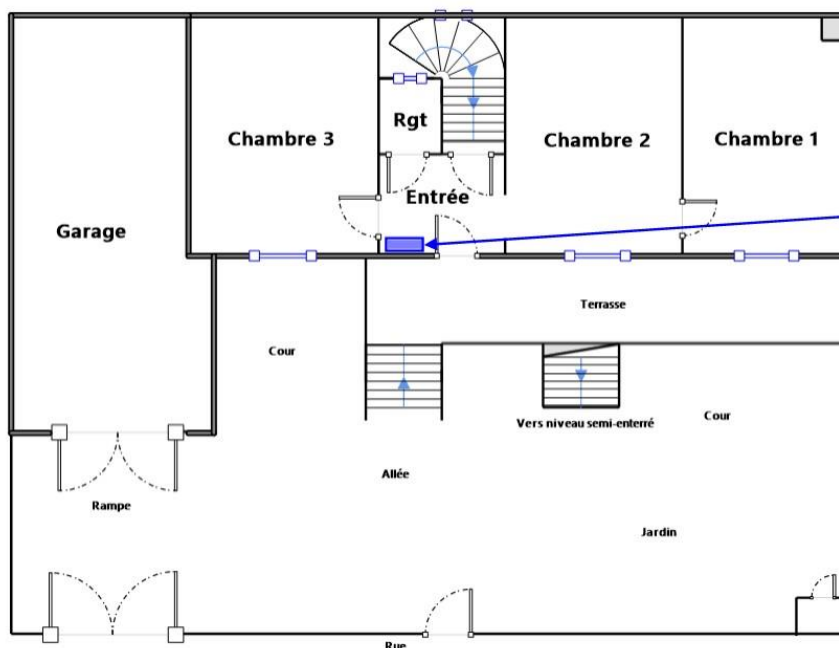 Rgt
Chambre 3
Chambre 2
Chambre 1
Entrée
Garage
Terrasse
Cour
Cour
Vers niveau semi-enterré
Allée
Rampe
Jardin
Rue